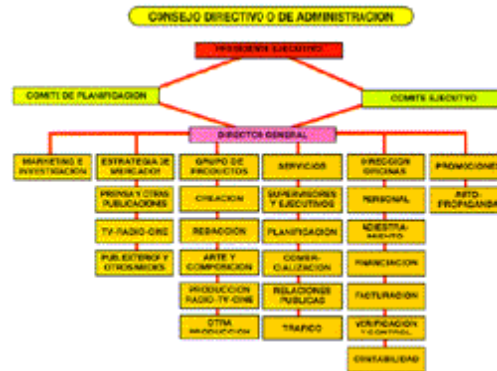 CONSEJO DIRECTIVO O DE ADMINISTRACION
PRESIDENTE EJECUTIVO
COMITE DE PLANIFICACION
COMITE EJECUTIVO
DIRECTOR GENERAL
MARKETING E
INVESTIGACION
ESTRATEGIA DE
MERCADOS
GRUPO DE
PRODUCTOS
SERVICIOS
DIRECCION
OFICINAS
PROMOCIONES
PRENSA Y OTRAS
PUBLICACIONES
CREACION
SUPERVISORES
Y EJECUTIVOS
PERSONAL
AUTO-
PROPAGANDA
TV-RADIO-CINE
REDACCION
PLANIFICACION
ADIESTRA-
MIENTO
PUBL.EXTERIOR Y
OTROS MEDIOS
ARTE Y
COMPOSICION
COMER-
CIALIZACION
FINANCIACION
PRODUCCION
RADIO-TV-CINE
RELACIONES
PUBLICAS
FACTURACION
OTRA
PRODUCCION
TRAFICO
VERIFICACION
Y CONTROL
CONTABILIDAD